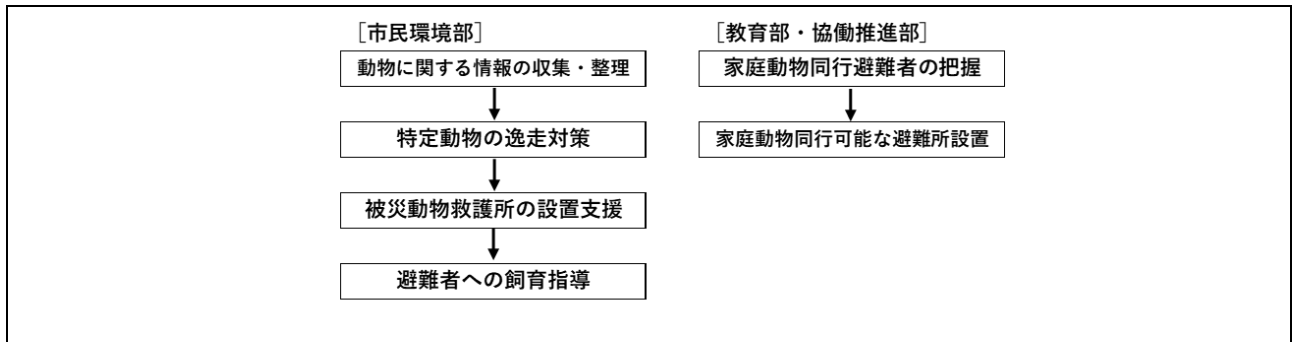 ［市民環境部］
動物に関する情報の収集・整理
特定動物の逸走対策
被災動物救護所の設置支援
避難者への飼育指導
［教育部・協働推進部］
家庭動物同行避難者の把握
家庭動物同行可能な避難所設置